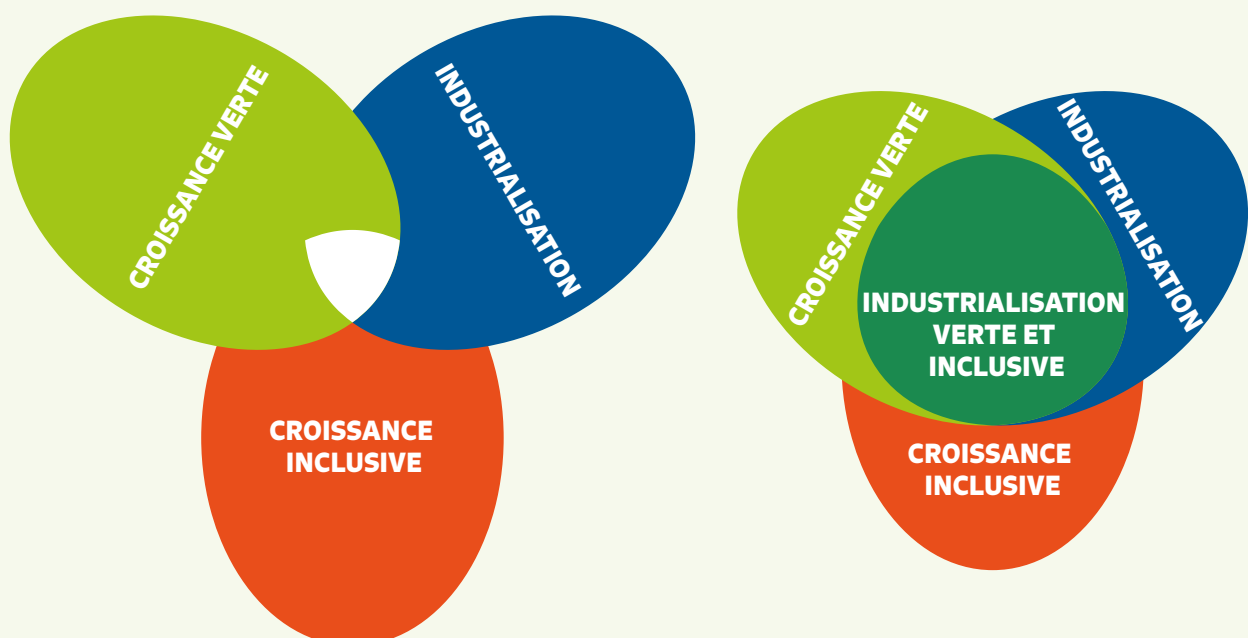 CROISSANCE VERTE
INDUSTRIALISATION
CROISSANCE
INCLUSIVE
CROISSANCE VERTE
INDUSTRIALISATION
INDUSTRIALISATION
VERTE ET
INCLUSIVE
CROISSANCE
INCLUSIVE